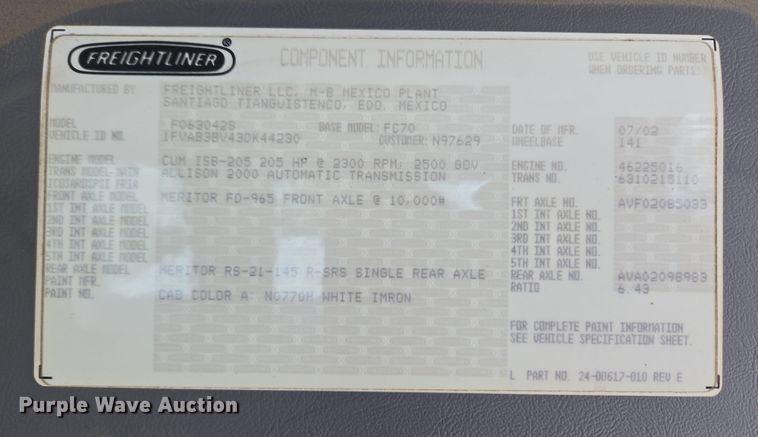 FREIGHTLINER®
COMPONENT INFORMATION
USE VEHICLE ID NUMBER
WHEN ORDERING PARTS
MANUFACTURED BY FREIGHTLINER LLC, M-B MEXICO PLANT
SANTIAGO TIANGUISTENCO, EDO. MEXICO
MODEL FC63042S BASE MODEL: FC70
VEHICLE ID NO. 1FVAB3BV43DK44230 CUSTOMER: N97629
DATE OF MFR. 07/02
WHEELBASE 141
ENGINE MODEL CUM ISB-205 205 HP @ 2300 RPM, 2500 GOV
TRANS MODEL-MAIN ALLISON 2000 AUTOMATIC TRANSMISSION
ENGINE NO. 46225016
TRANS NO. 6310215110
FRONT AXLE MODEL MERITOR FD-965 FRONT AXLE @ 10,000#
FRT AXLE NO. AVF02085033
1ST INT AXLE MODEL 1ST INT AXLE NO.
2ND INT AXLE MODEL 2ND INT AXLE NO.
3RD INT AXLE MODEL 3RD INT AXLE NO.
4TH INT AXLE MODEL 4TH INT AXLE NO.
5TH INT AXLE MODEL 5TH INT AXLE NO.
REAR AXLE MODEL MERITOR RS-21-145 R-SRS SINGLE REAR AXLE
REAR AXLE NO. AVA02098983
PAINT MFR. RATIO 6.43
PAINT NO. CAB COLOR A: N0770H WHITE IMRON
FOR COMPLETE PAINT INFORMATION
SEE VEHICLE SPECIFICATION SHEET.
L PART NO. 24-00617-010 REV E
Purple Wave Auction